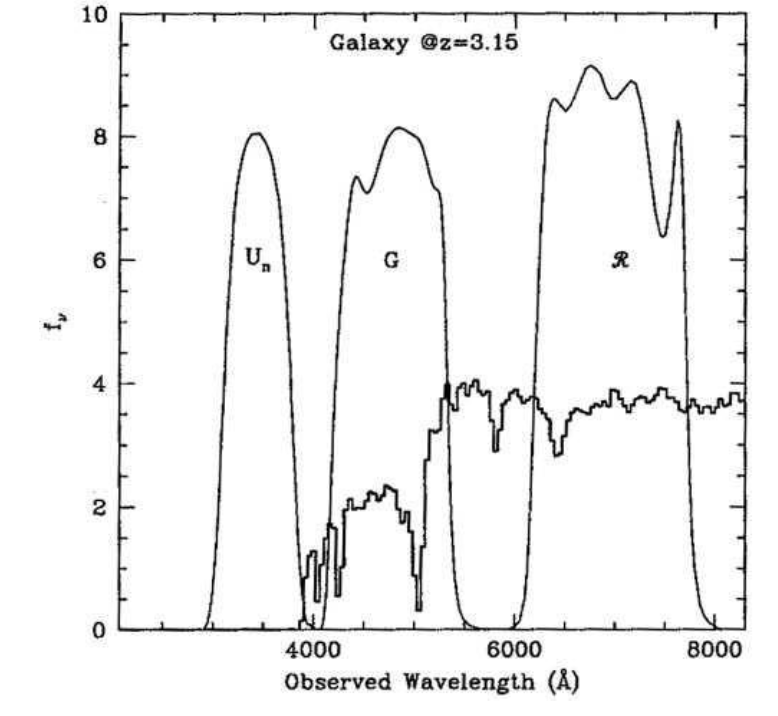 Galaxy @z=3.15
10
8
6
4
2
0
f_ν
U_n
G
ℛ
4000
6000
8000
Observed Wavelength (Å)